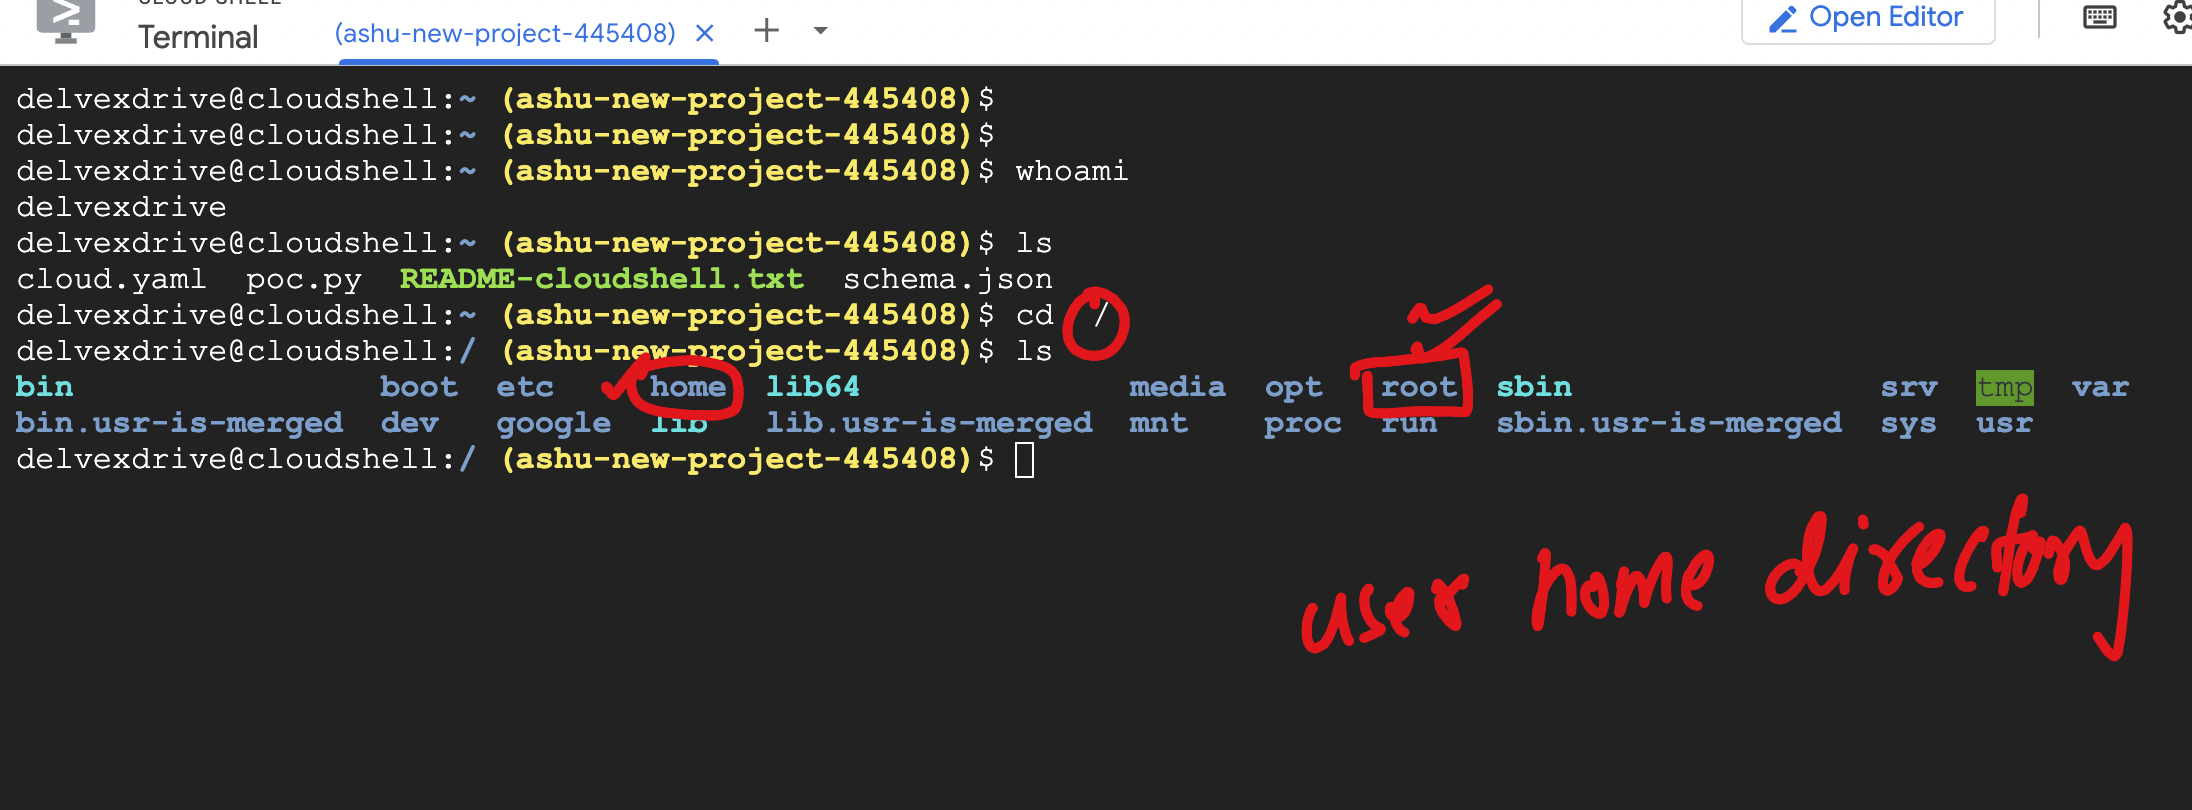 CLOUD SHELL
Terminal (ashu-new-project-445408) Open Editor
delvexdrive@cloudshell:~ (ashu-new-project-445408)$
delvexdrive@cloudshell:~ (ashu-new-project-445408)$
delvexdrive@cloudshell:~ (ashu-new-project-445408)$ whoami
delvexdrive
delvexdrive@cloudshell:~ (ashu-new-project-445408)$ ls
cloud.yaml poc.py README-cloudshell.txt schema.json
delvexdrive@cloudshell:~ (ashu-new-project-445408)$ cd /
delvexdrive@cloudshell:/ (ashu-new-project-445408)$ ls
bin boot etc home lib64 media opt root sbin srv tmp var
bin.usr-is-merged dev google lib lib.usr-is-merged mnt proc run sbin.usr-is-merged sys usr
delvexdrive@cloudshell:/ (ashu-new-project-445408)$
user home directory